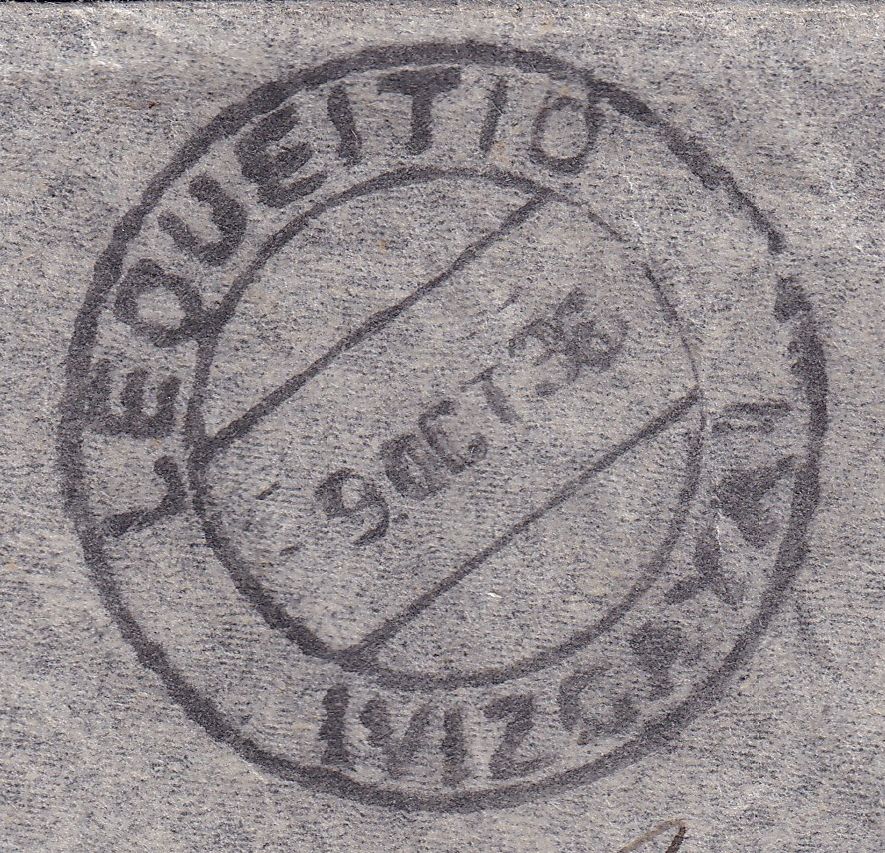 LEQUEITIO
9 OCT 36
(VIZCAYA)